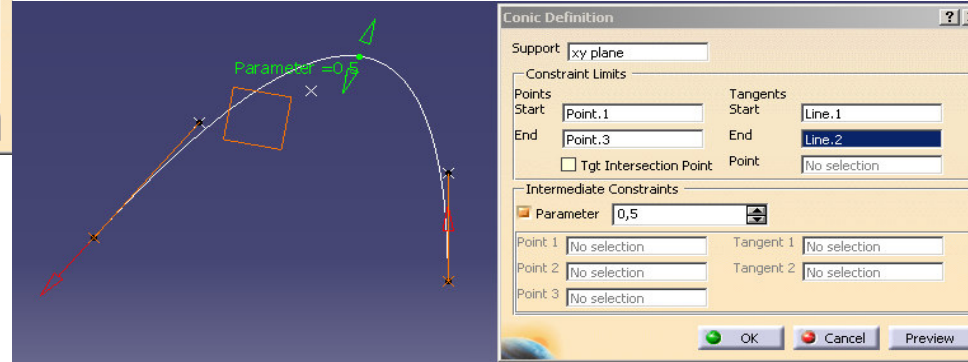 Parameter =0,5
Conic Definition
?
Support xy plane
Constraint Limits
Points Tangents
Start Point.1 Start Line.1
End Point.3 End Line.2
Tgt Intersection Point Point No selection
Intermediate Constraints
Parameter 0,5
Point 1 No selection Tangent 1 No selection
Point 2 No selection Tangent 2 No selection
Point 3 No selection
OK Cancel Preview